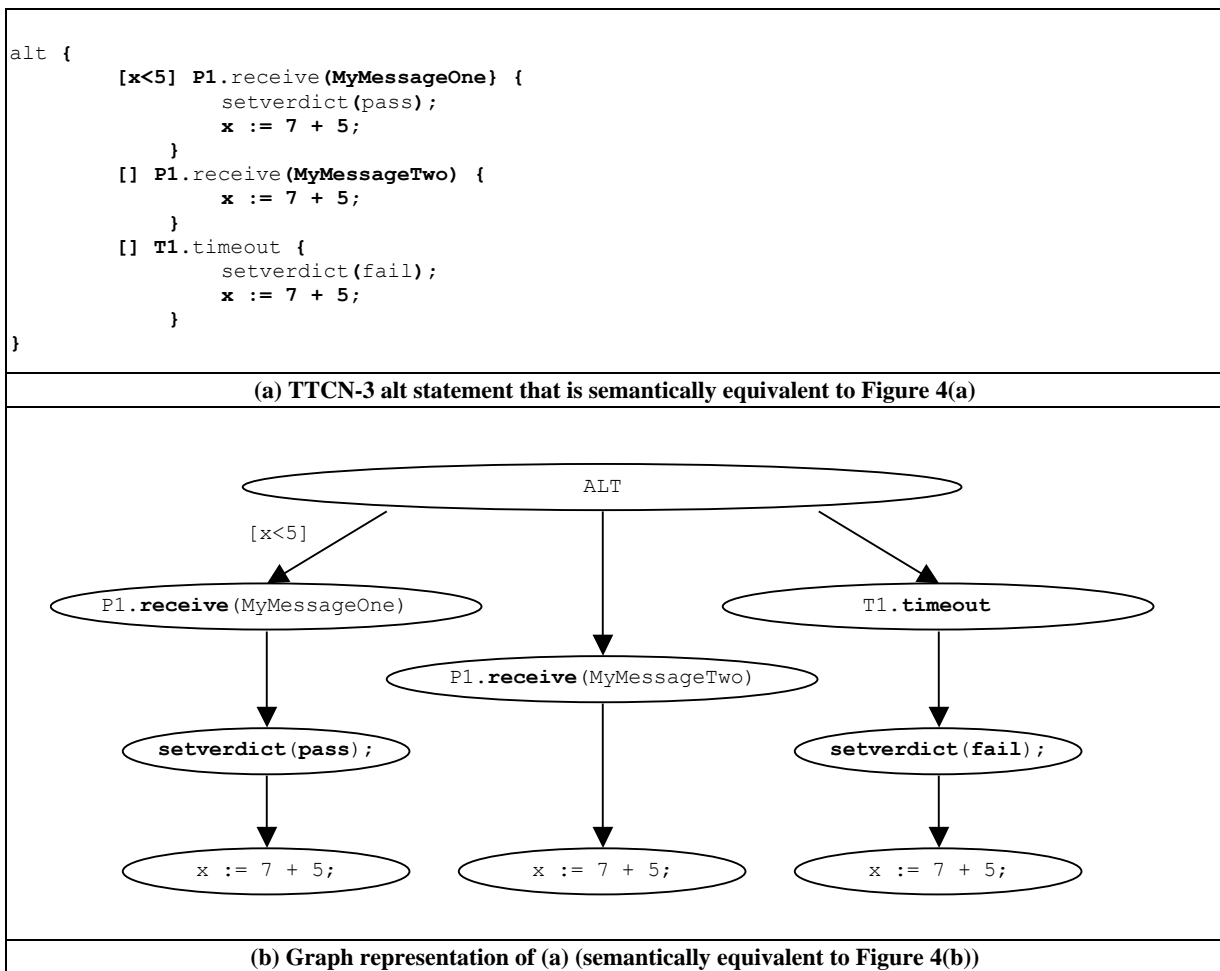 alt {
[x<5] P1.receive(MyMessageOne} {
setverdict(pass);
x := 7 + 5;
}
[] P1.receive(MyMessageTwo) {
x := 7 + 5;
}
[] T1.timeout {
setverdict(fail);
x := 7 + 5;
}
}
(a) TTCN-3 alt statement that is semantically equivalent to Figure 4(a)
ALT
[x<5]
P1.receive(MyMessageOne)
T1.timeout
P1.receive(MyMessageTwo)
setverdict(pass);
setverdict(fail);
x := 7 + 5;
x := 7 + 5;
x := 7 + 5;
(b) Graph representation of (a) (semantically equivalent to Figure 4(b))